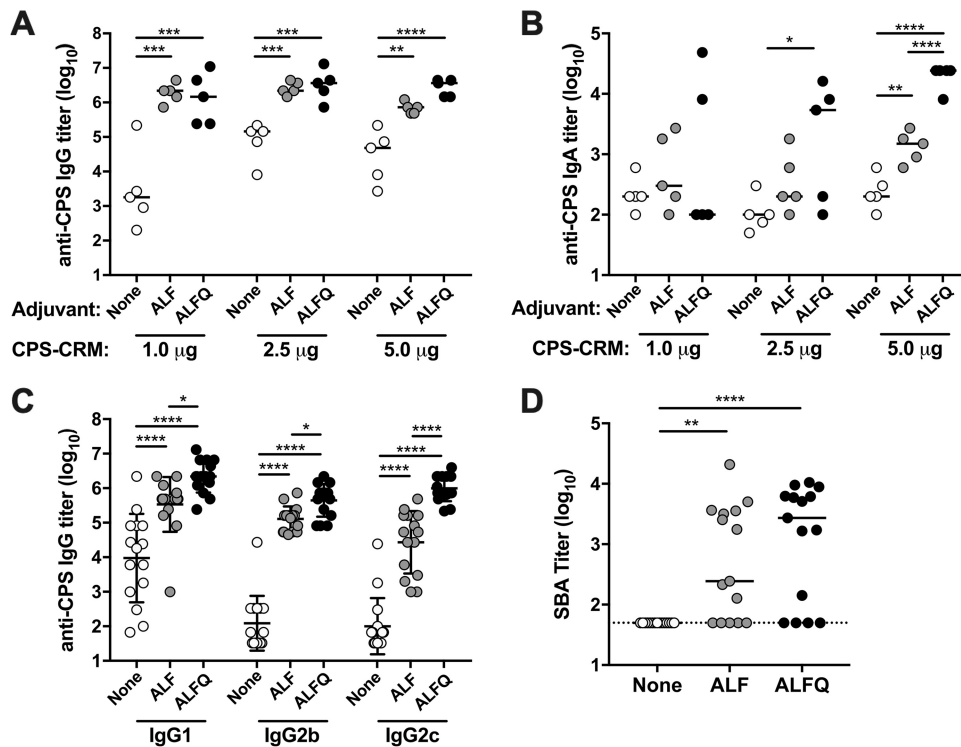 A
anti-CPS IgG titer (log10)
8
7
6
5
4
3
2
1
*** *** ****
*** *** **
None ALF ALFQ None ALF ALFQ None ALF ALFQ
Adjuvant:
CPS-CRM: 1.0 μg 2.5 μg 5.0 μg
B
anti-CPS IgA titer (log10)
5
4
3
2
1
* **** **** **
None ALF ALFQ None ALF ALFQ None ALF ALFQ
Adjuvant:
CPS-CRM: 1.0 μg 2.5 μg 5.0 μg
C
anti-CPS IgG titer (log10)
8
7
6
5
4
3
2
1
* **** ****
* **** ****
**** **** ****
None ALF ALFQ None ALF ALFQ None ALF ALFQ
IgG1 IgG2b IgG2c
D
SBA Titer (log10)
5
4
3
2
1
****
**
None ALF ALFQ